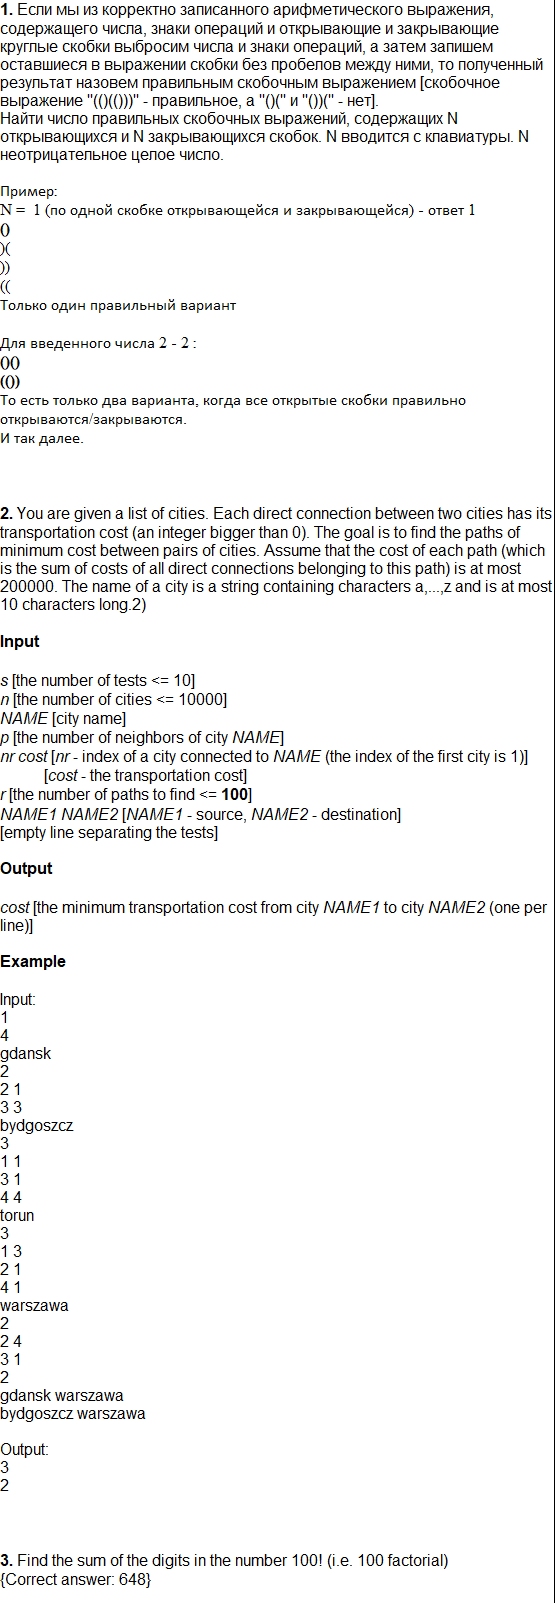 1. Если мы из корректно записанного арифметического выражения,
содержащего числа, знаки операций и открывающие и закрывающие
круглые скобки выбросим числа и знаки операций, а затем запишем
оставшиеся в выражении скобки без пробелов между ними, то полученный
результат назовем правильным скобочным выражением [скобочное
выражение "(()(()))" - правильное, а "()(" и "())(" - нет].
Найти число правильных скобочных выражений, содержащих N
открывающихся и N закрывающихся скобок. N вводится с клавиатуры. N
неотрицательное целое число.
Пример:
N =  1 (по одной скобке открывающейся и закрывающейся) - ответ 1
()
)(
))
((
Только один правильный вариант
Для введенного числа 2 - 2 :
()()
(())
То есть есть только два варианта, когда все открытые скобки правильно
открываются/закрываются.
И так далее.
2. You are given a list of cities. Each direct connection between two cities has its
transportation cost (an integer bigger than 0). The goal is to find the paths of
minimum cost between pairs of cities. Assume that the cost of each path (which
is the sum of costs of all direct connections belonging to this path) is at most
200000. The name of a city is a string containing characters a,...,z and is at most
10 characters long.2)
Input
s [the number of tests <= 10]
n [the number of cities <= 10000]
NAME [city name]
p [the number of neighbors of city NAME]
nr cost [nr - index of a city connected to NAME (the index of the first city is 1)]
[cost - the transportation cost]
r [the number of paths to find <= 100]
NAME1 NAME2 [NAME1 - source, NAME2 - destination]
[empty line separating the tests]
Output
cost [the minimum transportation cost from city NAME1 to city NAME2 (one per
line)]
Example
Input:
1
4
gdansk
2
2 1
3 3
bydgoszcz
3
1 1
3 1
4 4
torun
3
1 3
2 1
4 1
warszawa
2
2 4
3 1
2
gdansk warszawa
bydgoszcz warszawa
Output:
3
2
3. Find the sum of the digits in the number 100! (i.e. 100 factorial)
{Correct answer: 648}